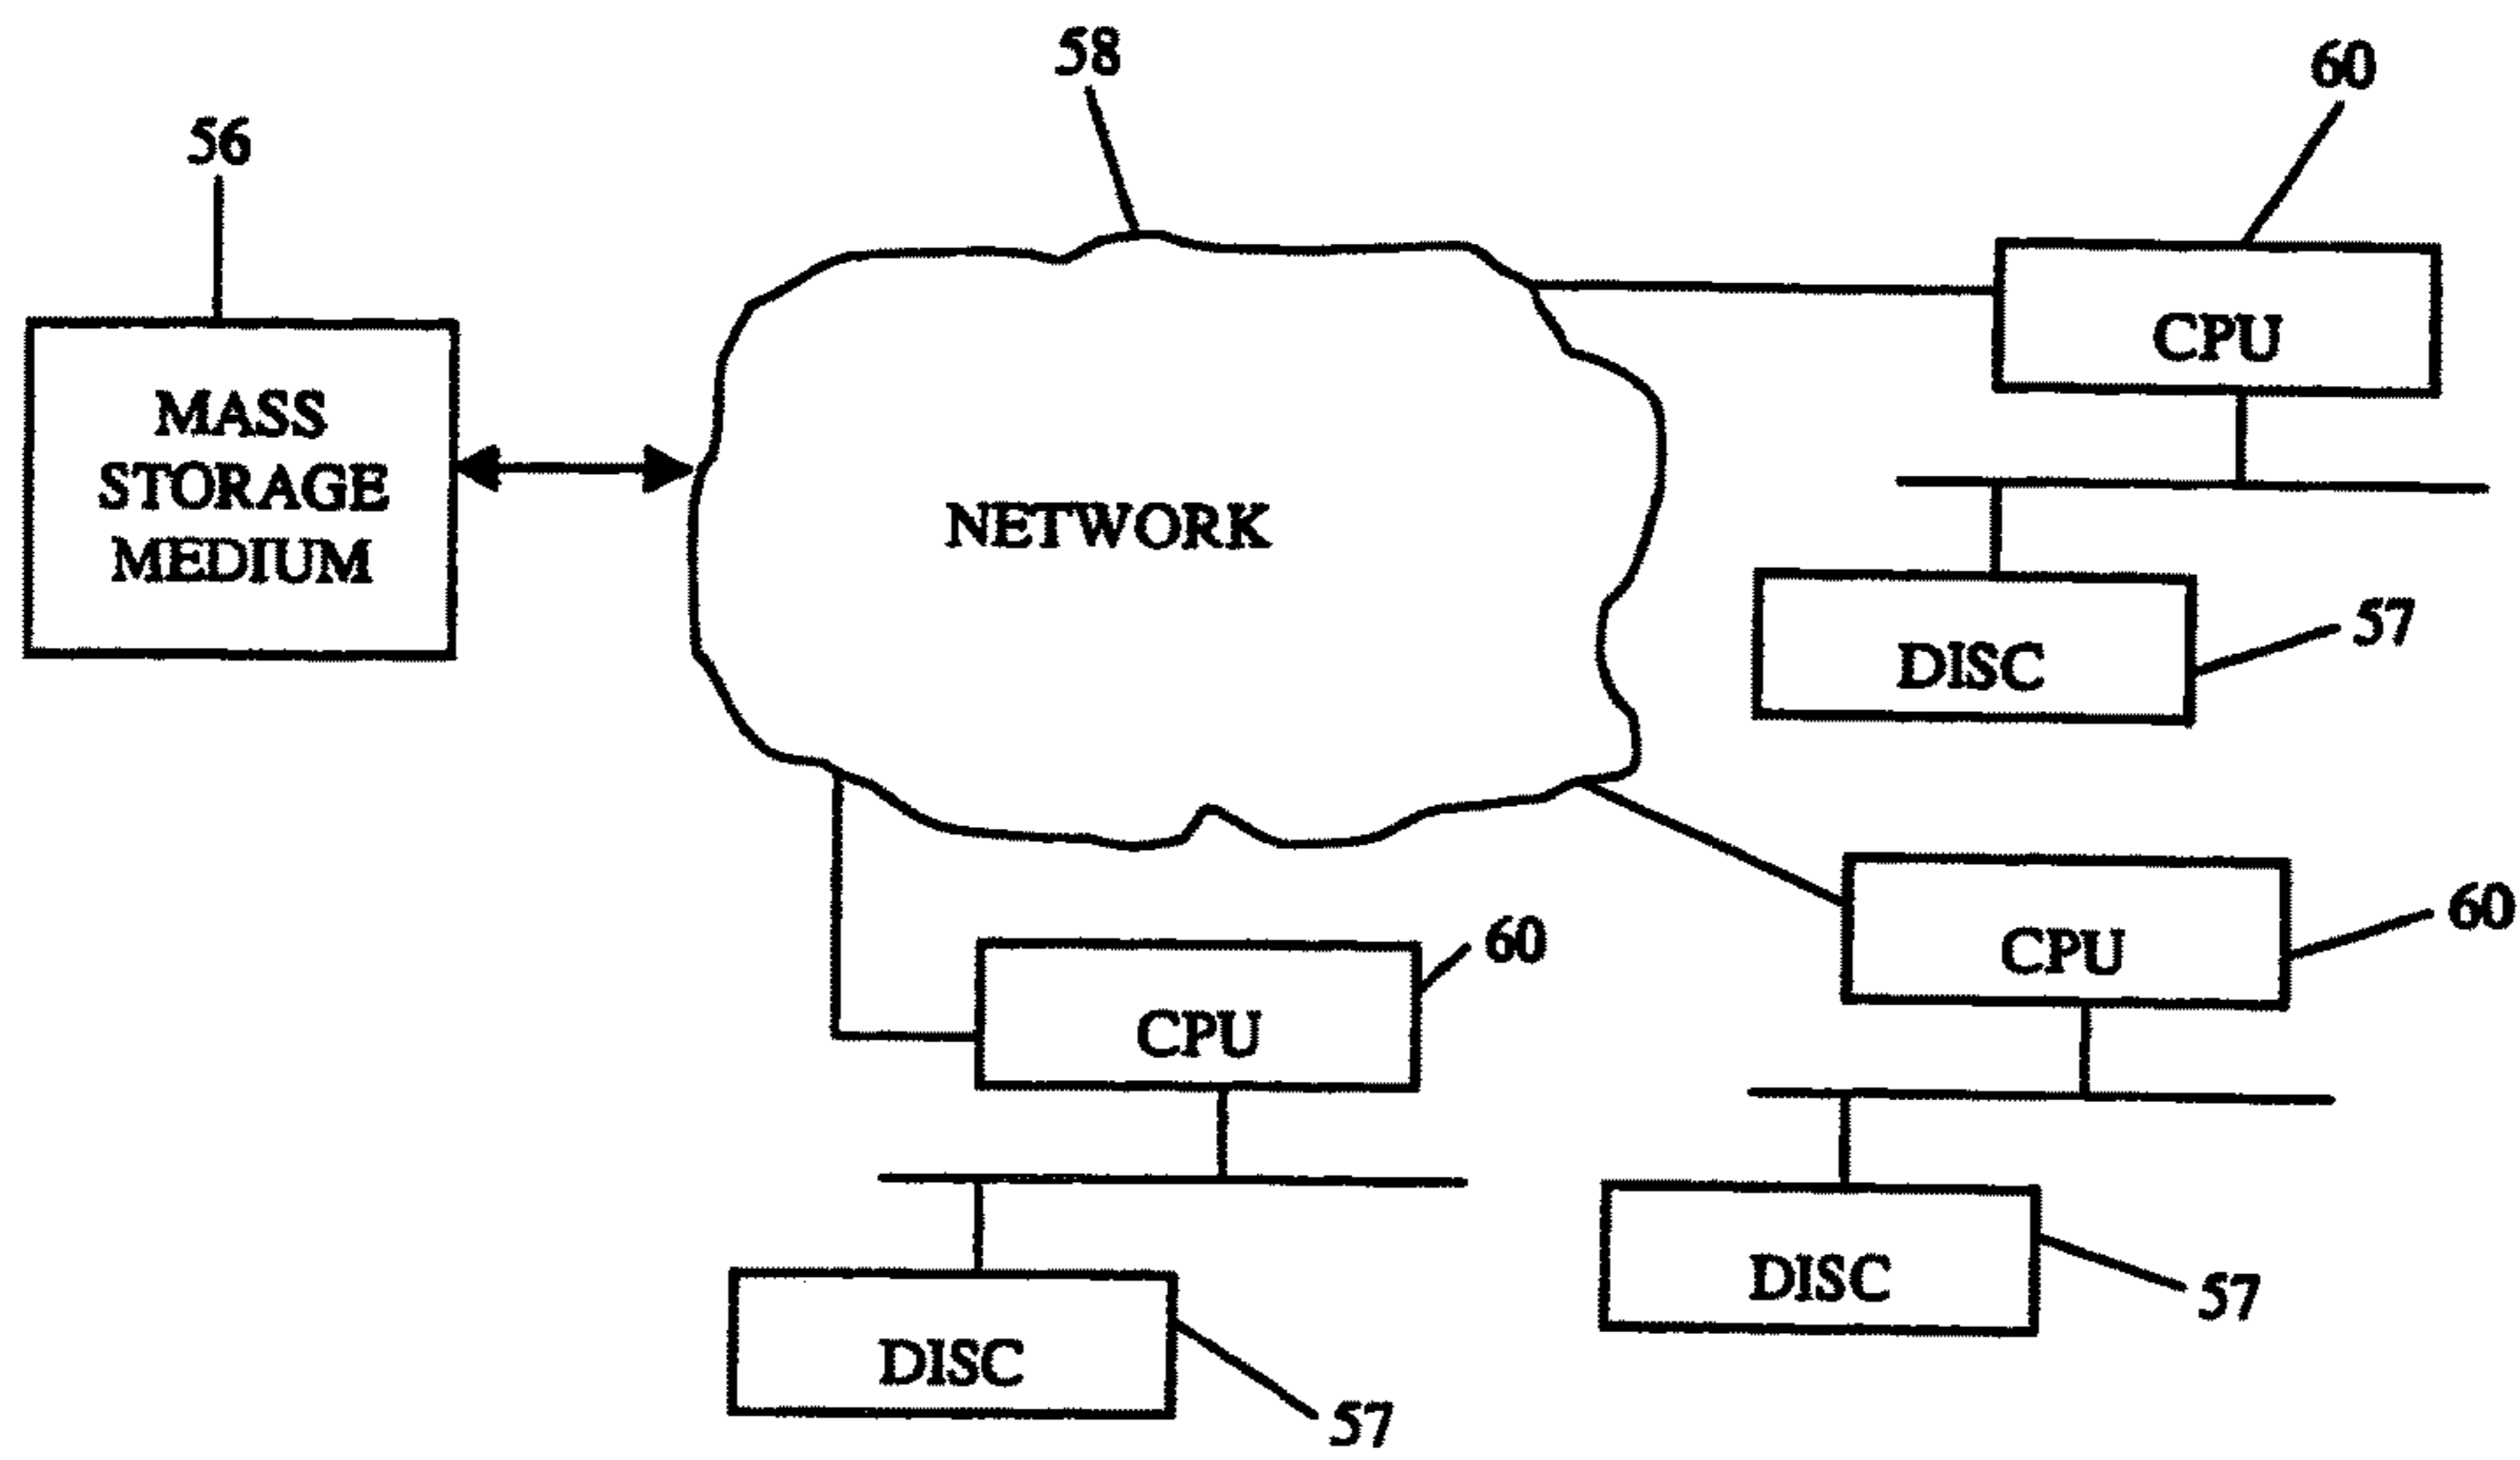 58
60
56
CPU
MASS
STORAGE
MEDIUM
NETWORK
57
DISC
60
60
CPU
CPU
57
DISC
DISC
57